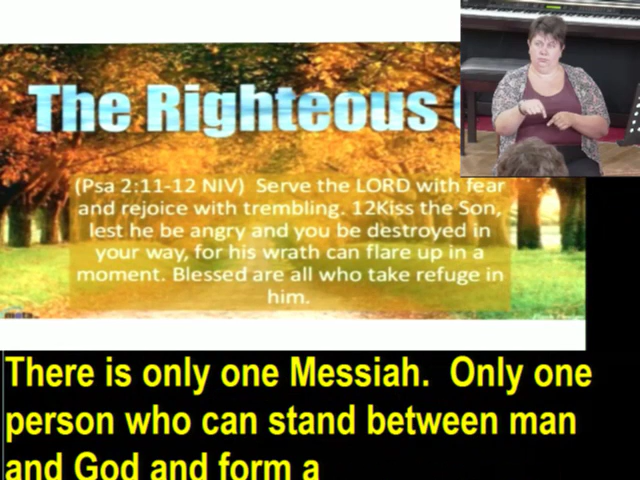 The Righteous
(Psa 2:11-12 NIV) Serve the LORD with fear
and rejoice with trembling. 12Kiss the Son,
lest he be angry and you be destroyed in
your way, for his wrath can flare up in a
moment. Blessed are all who take refuge in
him.
There is only one Messiah. Only one
person who can stand between man
and God and form a